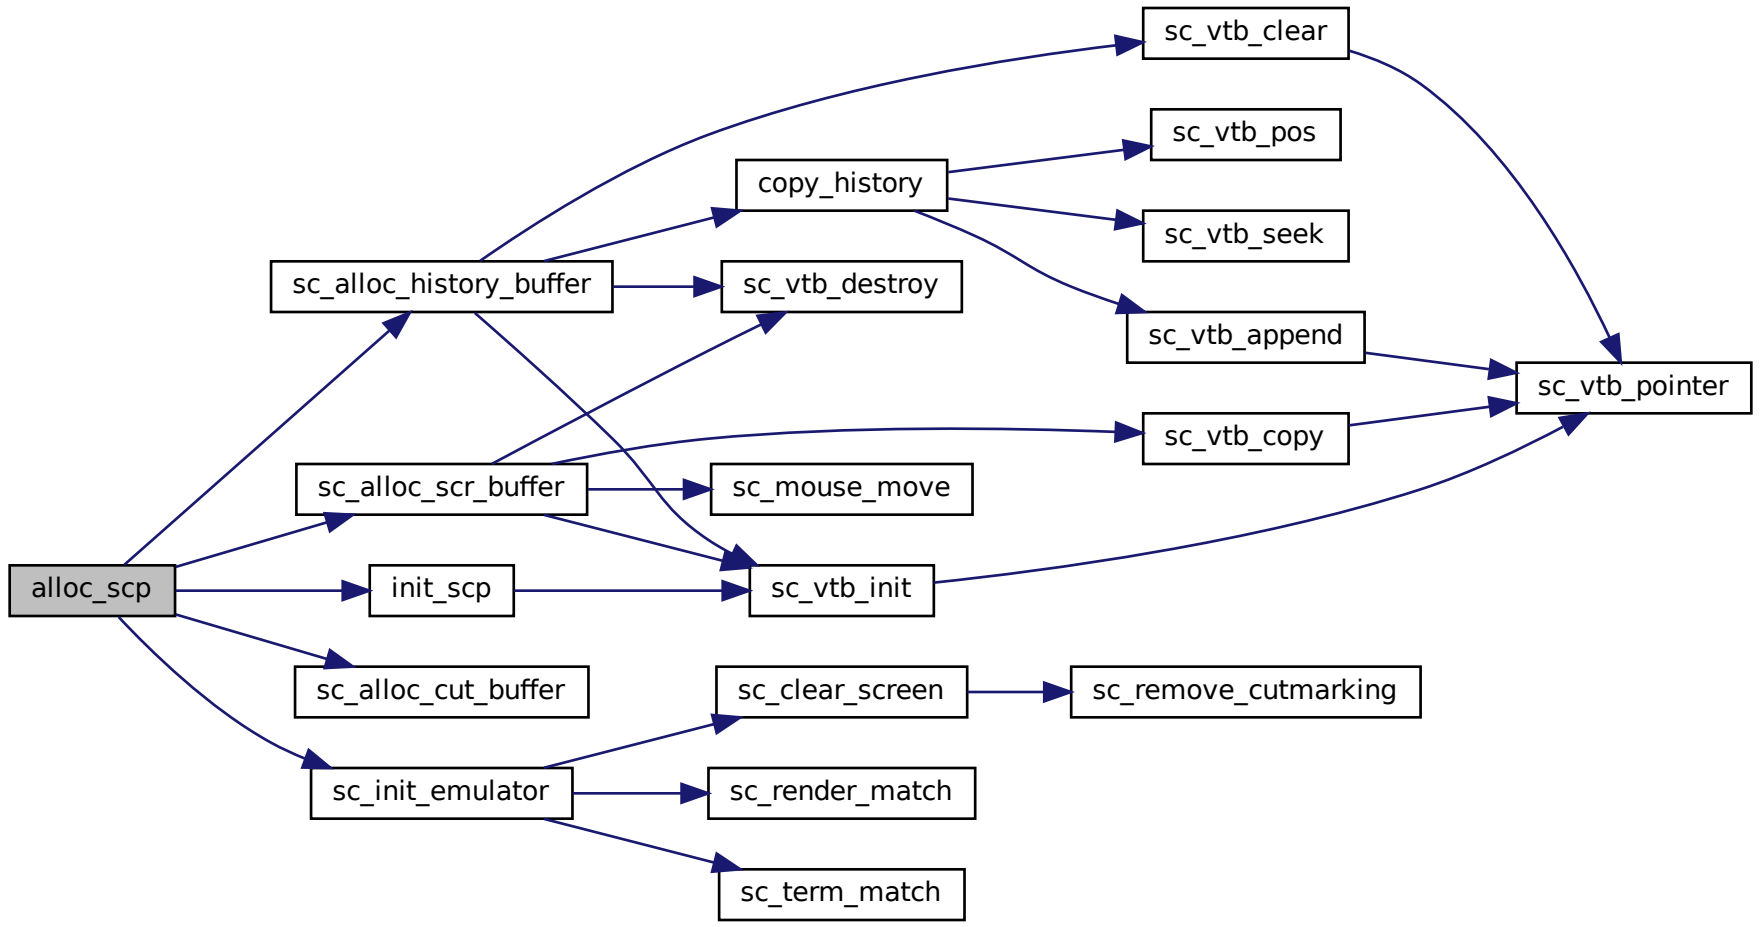 alloc_scp
sc_alloc_history_buffer
sc_alloc_scr_buffer
init_scp
sc_alloc_cut_buffer
sc_init_emulator
copy_history
sc_vtb_destroy
sc_mouse_move
sc_vtb_init
sc_clear_screen
sc_render_match
sc_term_match
sc_vtb_clear
sc_vtb_pos
sc_vtb_seek
sc_vtb_append
sc_vtb_copy
sc_remove_cutmarking
sc_vtb_pointer